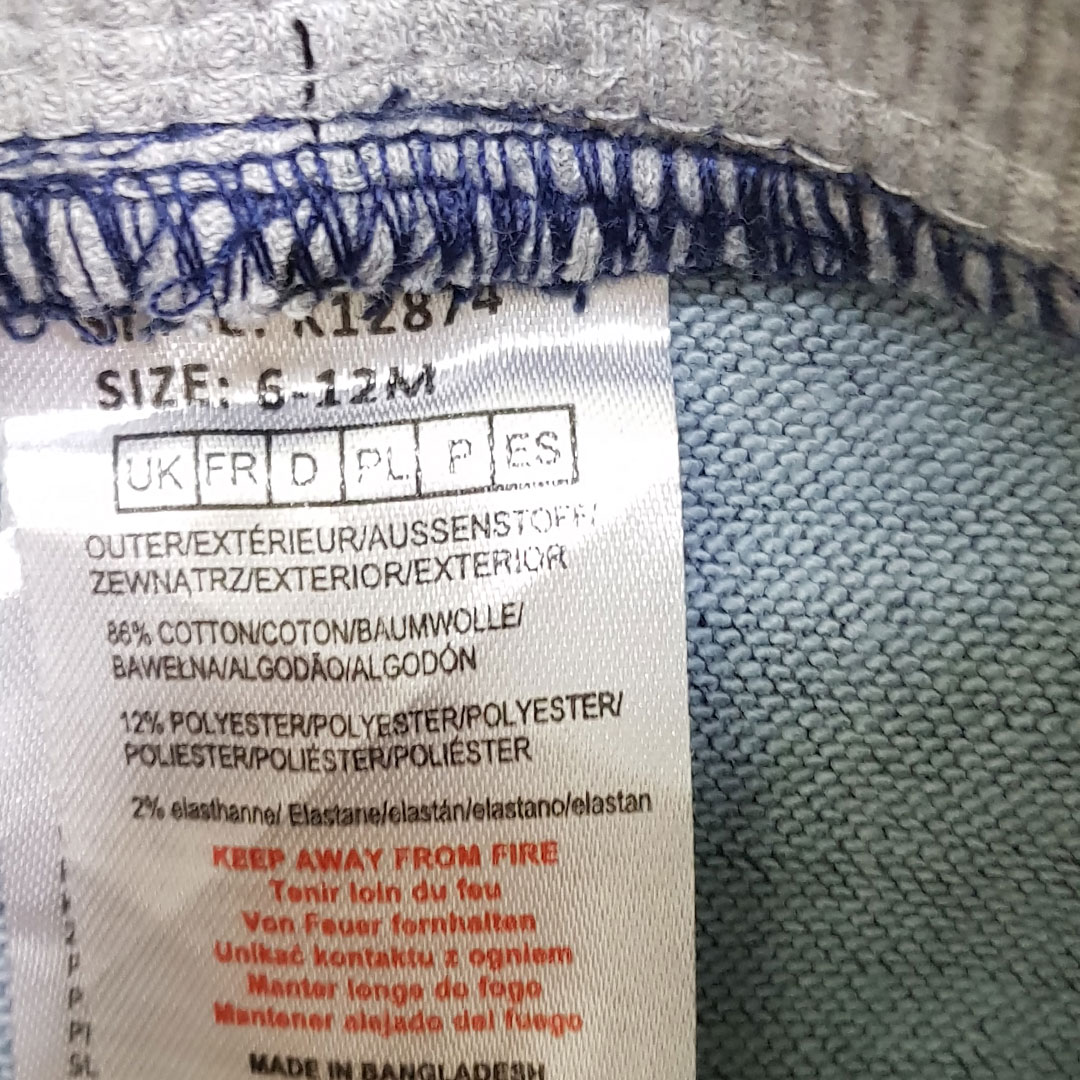 K12874
SIZE: 6-12M
UK FR D PL P ES
OUTER/EXTÉRIEUR/AUSSENSTOFF/
ZEWNĄTRZ/EXTERIOR/EXTERIOR
86% COTTON/COTON/BAUMWOLLE/
BAWEŁNA/ALGODÃO/ALGODÓN
12% POLYESTER/POLYESTER/POLYESTER/
POLIESTER/POLIÉSTER/POLIÉSTER
2% elasthanne/ Elastane/elastán/elastano/elastan
KEEP AWAY FROM FIRE
Tenir loin du feu
Von Feuer fernhalten
Unikać kontaktu z ogniem
Manter longe do fogo
Mantener alejado del fuego
MADE IN BANGLADESH